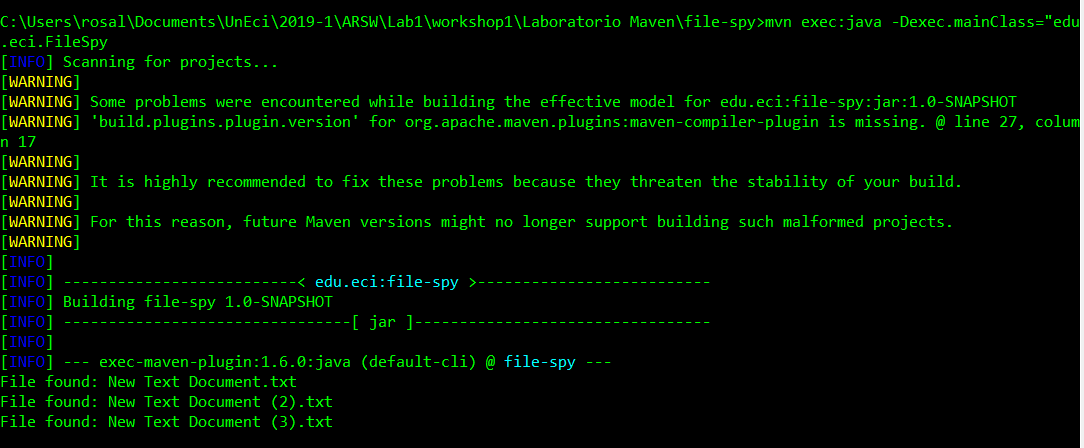 C:\Users\rosal\Documents\UnEci\2019-1\ARSW\Lab1\workshop1\Laboratorio Maven\file-spy>mvn exec:java -Dexec.mainClass="edu
.eci.FileSpy
[INFO] Scanning for projects...
[WARNING]
[WARNING] Some problems were encountered while building the effective model for edu.eci:file-spy:jar:1.0-SNAPSHOT
[WARNING] 'build.plugins.plugin.version' for org.apache.maven.plugins:maven-compiler-plugin is missing. @ line 27, colum
n 17
[WARNING]
[WARNING] It is highly recommended to fix these problems because they threaten the stability of your build.
[WARNING]
[WARNING] For this reason, future Maven versions might no longer support building such malformed projects.
[WARNING]
[INFO]
[INFO] --------------------------< edu.eci:file-spy >--------------------------
[INFO] Building file-spy 1.0-SNAPSHOT
[INFO] --------------------------------[ jar ]---------------------------------
[INFO]
[INFO] --- exec-maven-plugin:1.6.0:java (default-cli) @ file-spy ---
File found: New Text Document.txt
File found: New Text Document (2).txt
File found: New Text Document (3).txt